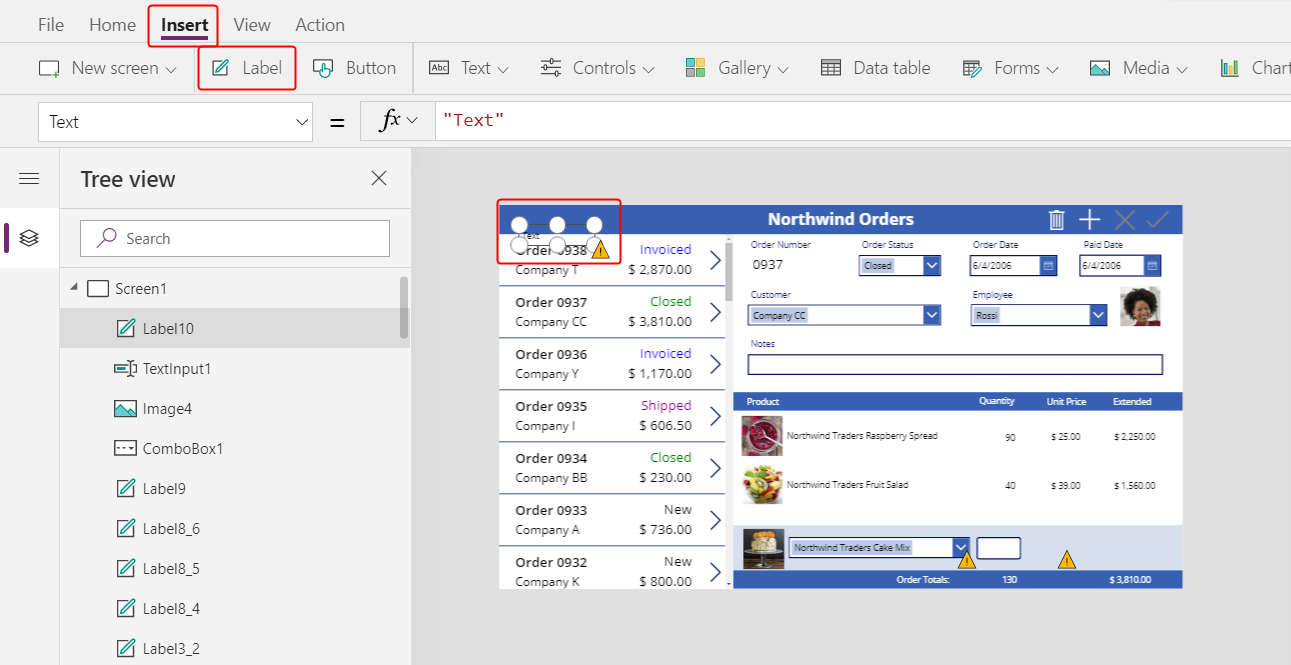 File Home Insert View Action
New screen Label Button Abc Text Controls Gallery Data table Forms Media
Text = fx "Text"
Tree view
Search
Screen1
Label10
TextInput1
Image4
ComboBox1
Label9
Label8_6
Label8_5
Label8_4
Label3_2
Northwind Orders
Text
Order 0938 Invoiced
Company T $ 2,870.00
Order 0937 Closed
Company CC $ 3,810.00
Order 0936 Invoiced
Company Y $ 1,170.00
Order 0935 Shipped
Company I $ 606.50
Order 0934 Closed
Company BB $ 230.00
Order 0933 New
Company A $ 736.00
Order 0932 New
Company K $ 800.00
Order Number Order Status Order Date Paid Date
0937 Closed 6/4/2006 6/4/2006
Customer Employee
Company CC Rossi
Notes
Product Quantity Unit Price Extended
Northwind Traders Raspberry Spread 90 $ 25.00 $ 2,250.00
Northwind Traders Fruit Salad 40 $ 39.00 $ 1,560.00
Northwind Traders Cake Mix
Order Totals: 130 $ 3,810.00